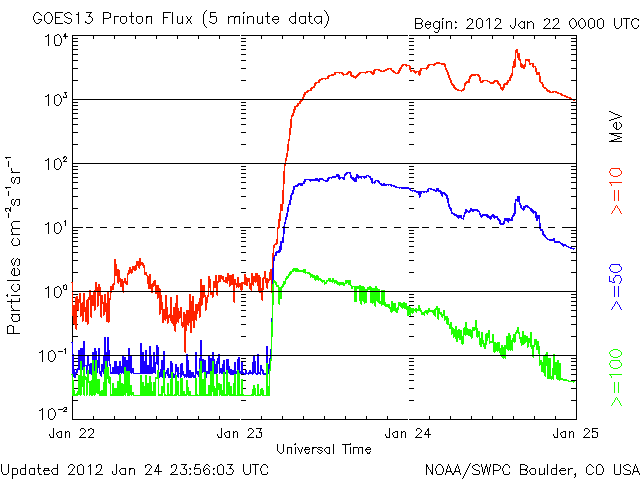 GOES13 Proton Flux (5 minute data)
Begin: 2012 Jan 22 0000 UTC
Particles cm⁻²s⁻¹sr⁻¹
10⁴
10³
10²
10¹
10⁰
10⁻¹
10⁻²
Jan 22
Jan 23
Jan 24
Jan 25
Universal Time
MeV
>=10
>=50
>=100
Updated 2012 Jan 24 23:56:03 UTC
NOAA/SWPC Boulder, CO USA